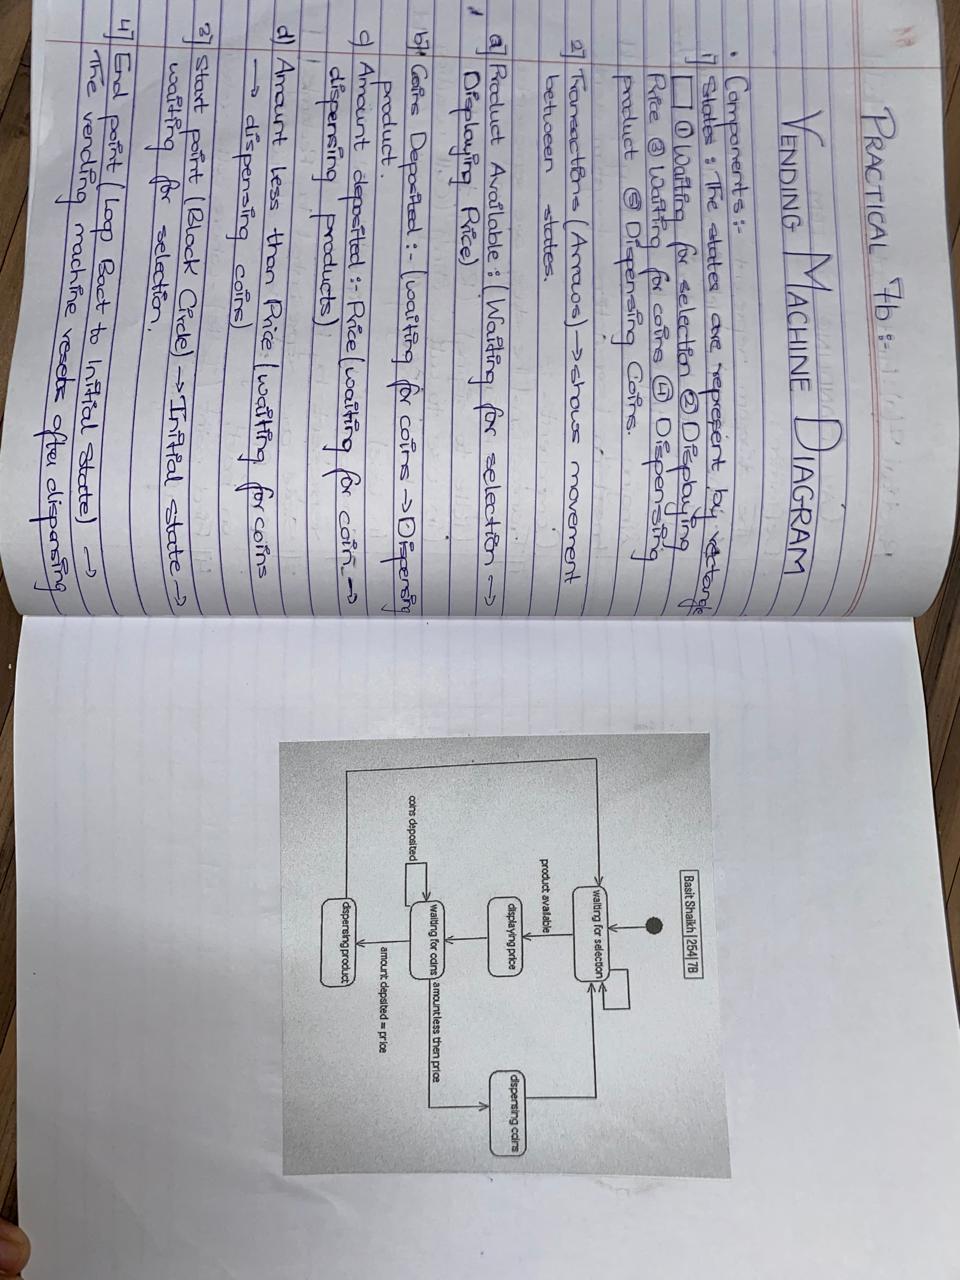 PRACTICAL 7b :-
VENDING MACHINE DIAGRAM
• Components :-
1] States : The states are represent by rectangle
□ ① Waiting for selection ② Displaying
Price ③ Waiting for coins ④ Dispensing
product ⑤ Dispensing Coins.
2] Transactions (Arraws) → shows movement
between states.
a] Product Available : (Waiting for selection →
Displaying Price)
b] Coins Deposited :- (waiting for coins → Dispensing
product.
c) Amount deposited :- Price (waiting for coin →
dispensing products)
d) Amount less than Price : (waiting for coins
→ dispensing coins)
3] Start point (Black Circle) → Initial state →
waiting for selection.
4] End point (Loop Back to Initial state) →
The vending machine resets after dispensing
Basit Shaikh | 254 | 7B
waiting for selection
product available
displaying price
dispensing coins
coins deposited
waiting for coins
amount less then price
amount deposited = price
dispensing product